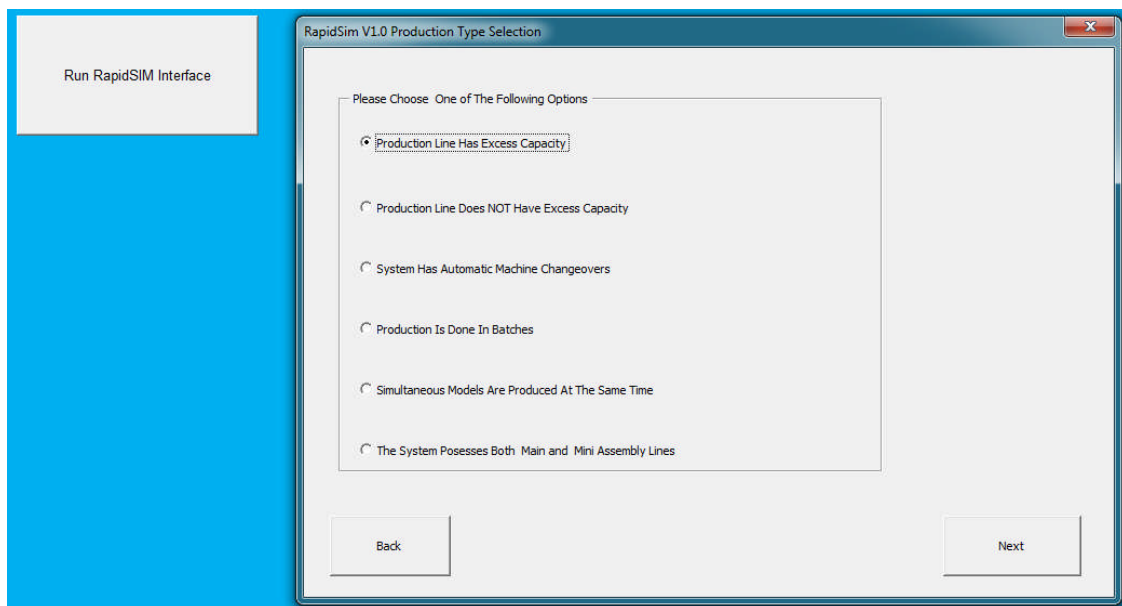 Run RapidSIM Interface
RapidSim V1.0 Production Type Selection
Please Choose One of The Following Options
Production Line Has Excess Capacity
Production Line Does NOT Have Excess Capacity
System Has Automatic Machine Changeovers
Production Is Done In Batches
Simultaneous Models Are Produced At The Same Time
The System Posesses Both Main and Mini Assembly Lines
Back
Next